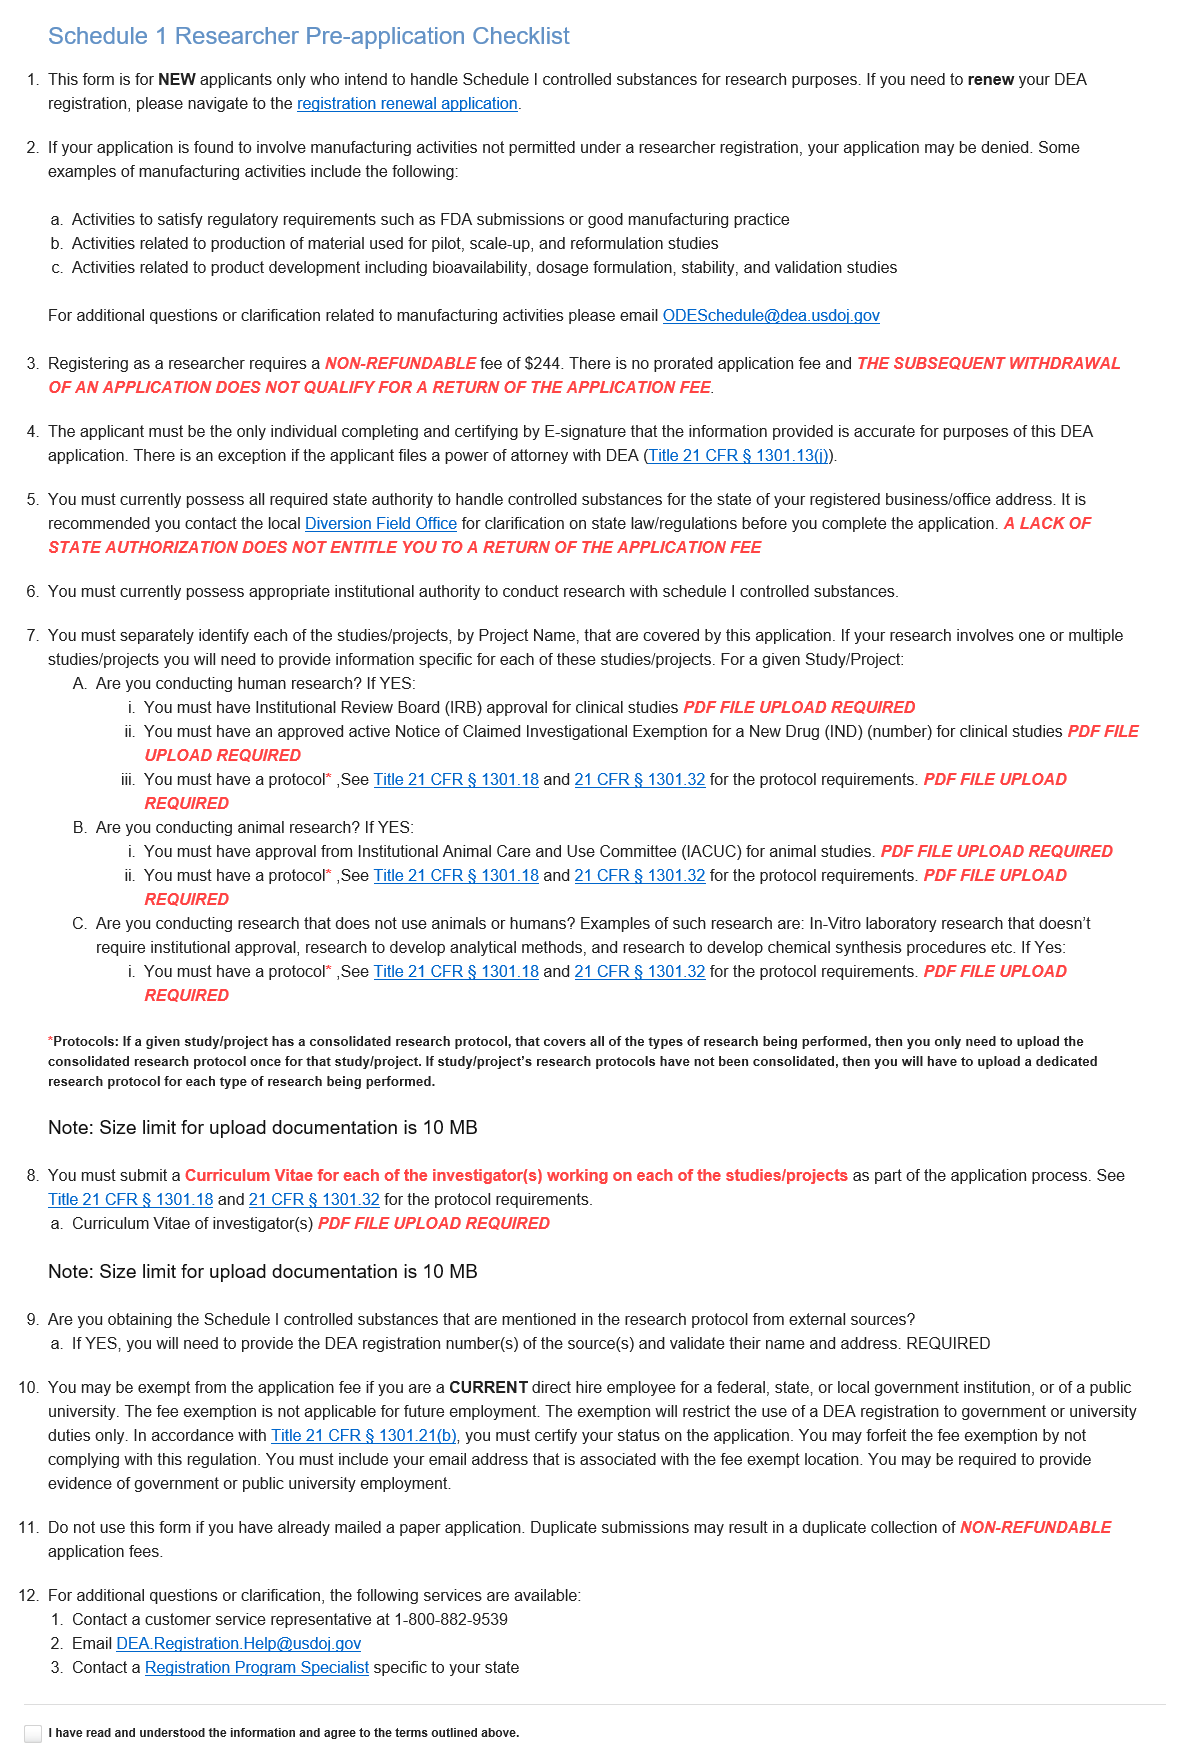 Schedule 1 Researcher Pre-application Checklist
1. This form is for NEW applicants only who intend to handle Schedule I controlled substances for research purposes. If you need to renew your DEA
registration, please navigate to the registration renewal application.
2. If your application is found to involve manufacturing activities not permitted under a researcher registration, your application may be denied. Some
examples of manufacturing activities include the following:
a. Activities to satisfy regulatory requirements such as FDA submissions or good manufacturing practice
b. Activities related to production of material used for pilot, scale-up, and reformulation studies
c. Activities related to product development including bioavailability, dosage formulation, stability, and validation studies
For additional questions or clarification related to manufacturing activities please email ODESchedule@dea.usdoj.gov
3. Registering as a researcher requires a NON-REFUNDABLE fee of $244. There is no prorated application fee and THE SUBSEQUENT WITHDRAWAL
OF AN APPLICATION DOES NOT QUALIFY FOR A RETURN OF THE APPLICATION FEE.
4. The applicant must be the only individual completing and certifying by E-signature that the information provided is accurate for purposes of this DEA
application. There is an exception if the applicant files a power of attorney with DEA (Title 21 CFR § 1301.13(j)).
5. You must currently possess all required state authority to handle controlled substances for the state of your registered business/office address. It is
recommended you contact the local Diversion Field Office for clarification on state law/regulations before you complete the application. A LACK OF
STATE AUTHORIZATION DOES NOT ENTITLE YOU TO A RETURN OF THE APPLICATION FEE
6. You must currently possess appropriate institutional authority to conduct research with schedule I controlled substances.
7. You must separately identify each of the studies/projects, by Project Name, that are covered by this application. If your research involves one or multiple
studies/projects you will need to provide information specific for each of these studies/projects. For a given Study/Project:
A. Are you conducting human research? If YES:
i. You must have Institutional Review Board (IRB) approval for clinical studies PDF FILE UPLOAD REQUIRED
ii. You must have an approved active Notice of Claimed Investigational Exemption for a New Drug (IND) (number) for clinical studies PDF FILE
UPLOAD REQUIRED
iii. You must have a protocol* ,See Title 21 CFR § 1301.18 and 21 CFR § 1301.32 for the protocol requirements. PDF FILE UPLOAD
REQUIRED
B. Are you conducting animal research? If YES:
i. You must have approval from Institutional Animal Care and Use Committee (IACUC) for animal studies. PDF FILE UPLOAD REQUIRED
ii. You must have a protocol* ,See Title 21 CFR § 1301.18 and 21 CFR § 1301.32 for the protocol requirements. PDF FILE UPLOAD
REQUIRED
C. Are you conducting research that does not use animals or humans? Examples of such research are: In-Vitro laboratory research that doesn't
require institutional approval, research to develop analytical methods, and research to develop chemical synthesis procedures etc. If Yes:
i. You must have a protocol* ,See Title 21 CFR § 1301.18 and 21 CFR § 1301.32 for the protocol requirements. PDF FILE UPLOAD
REQUIRED
*Protocols: If a given study/project has a consolidated research protocol, that covers all of the types of research being performed, then you only need to upload the
consolidated research protocol once for that study/project. If study/project's research protocols have not been consolidated, then you will have to upload a dedicated
research protocol for each type of research being performed.
Note: Size limit for upload documentation is 10 MB
8. You must submit a Curriculum Vitae for each of the investigator(s) working on each of the studies/projects as part of the application process. See
Title 21 CFR § 1301.18 and 21 CFR § 1301.32 for the protocol requirements.
a. Curriculum Vitae of investigator(s) PDF FILE UPLOAD REQUIRED
Note: Size limit for upload documentation is 10 MB
9. Are you obtaining the Schedule I controlled substances that are mentioned in the research protocol from external sources?
a. If YES, you will need to provide the DEA registration number(s) of the source(s) and validate their name and address. REQUIRED
10. You may be exempt from the application fee if you are a CURRENT direct hire employee for a federal, state, or local government institution, or of a public
university. The fee exemption is not applicable for future employment. The exemption will restrict the use of a DEA registration to government or university
duties only. In accordance with Title 21 CFR § 1301.21(b), you must certify your status on the application. You may forfeit the fee exemption by not
complying with this regulation. You must include your email address that is associated with the fee exempt location. You may be required to provide
evidence of government or public university employment.
11. Do not use this form if you have already mailed a paper application. Duplicate submissions may result in a duplicate collection of NON-REFUNDABLE
application fees.
12. For additional questions or clarification, the following services are available:
1. Contact a customer service representative at 1-800-882-9539
2. Email DEA.Registration.Help@usdoj.gov
3. Contact a Registration Program Specialist specific to your state
I have read and understood the information and agree to the terms outlined above.